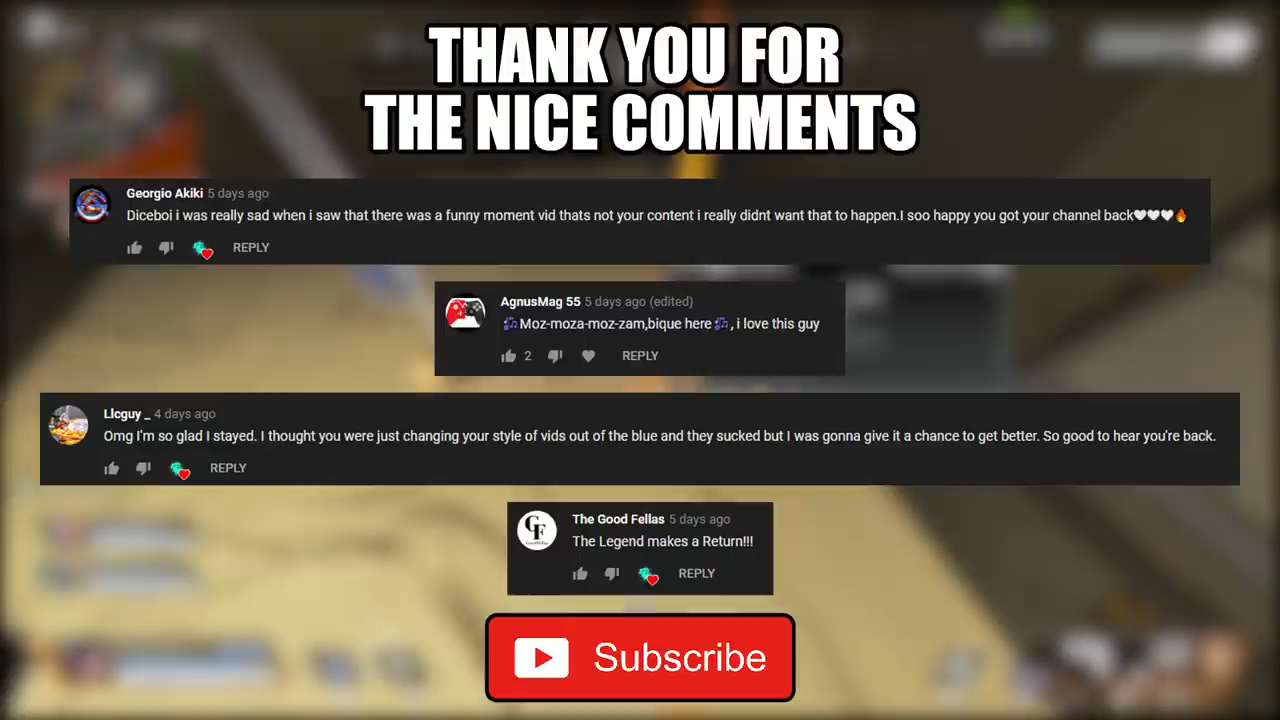 THANK YOU FOR
THE NICE COMMENTS
Georgio Akiki 5 days ago
Diceboi i was really sad when i saw that there was a funny moment vid thats not your content i really didnt want that to happen.I soo happy you got your channel back🤍🤍🤍🔥
REPLY
AgnusMag 55 5 days ago (edited)
🎶Moz-moza-moz-zam,bique here🎶, i love this guy
2 REPLY
Llcguy _ 4 days ago
Omg I'm so glad I stayed. I thought you were just changing your style of vids out of the blue and they sucked but I was gonna give it a chance to get better. So good to hear you're back.
REPLY
GF
The Good Fellas 5 days ago
The Legend makes a Return!!!
REPLY
Subscribe